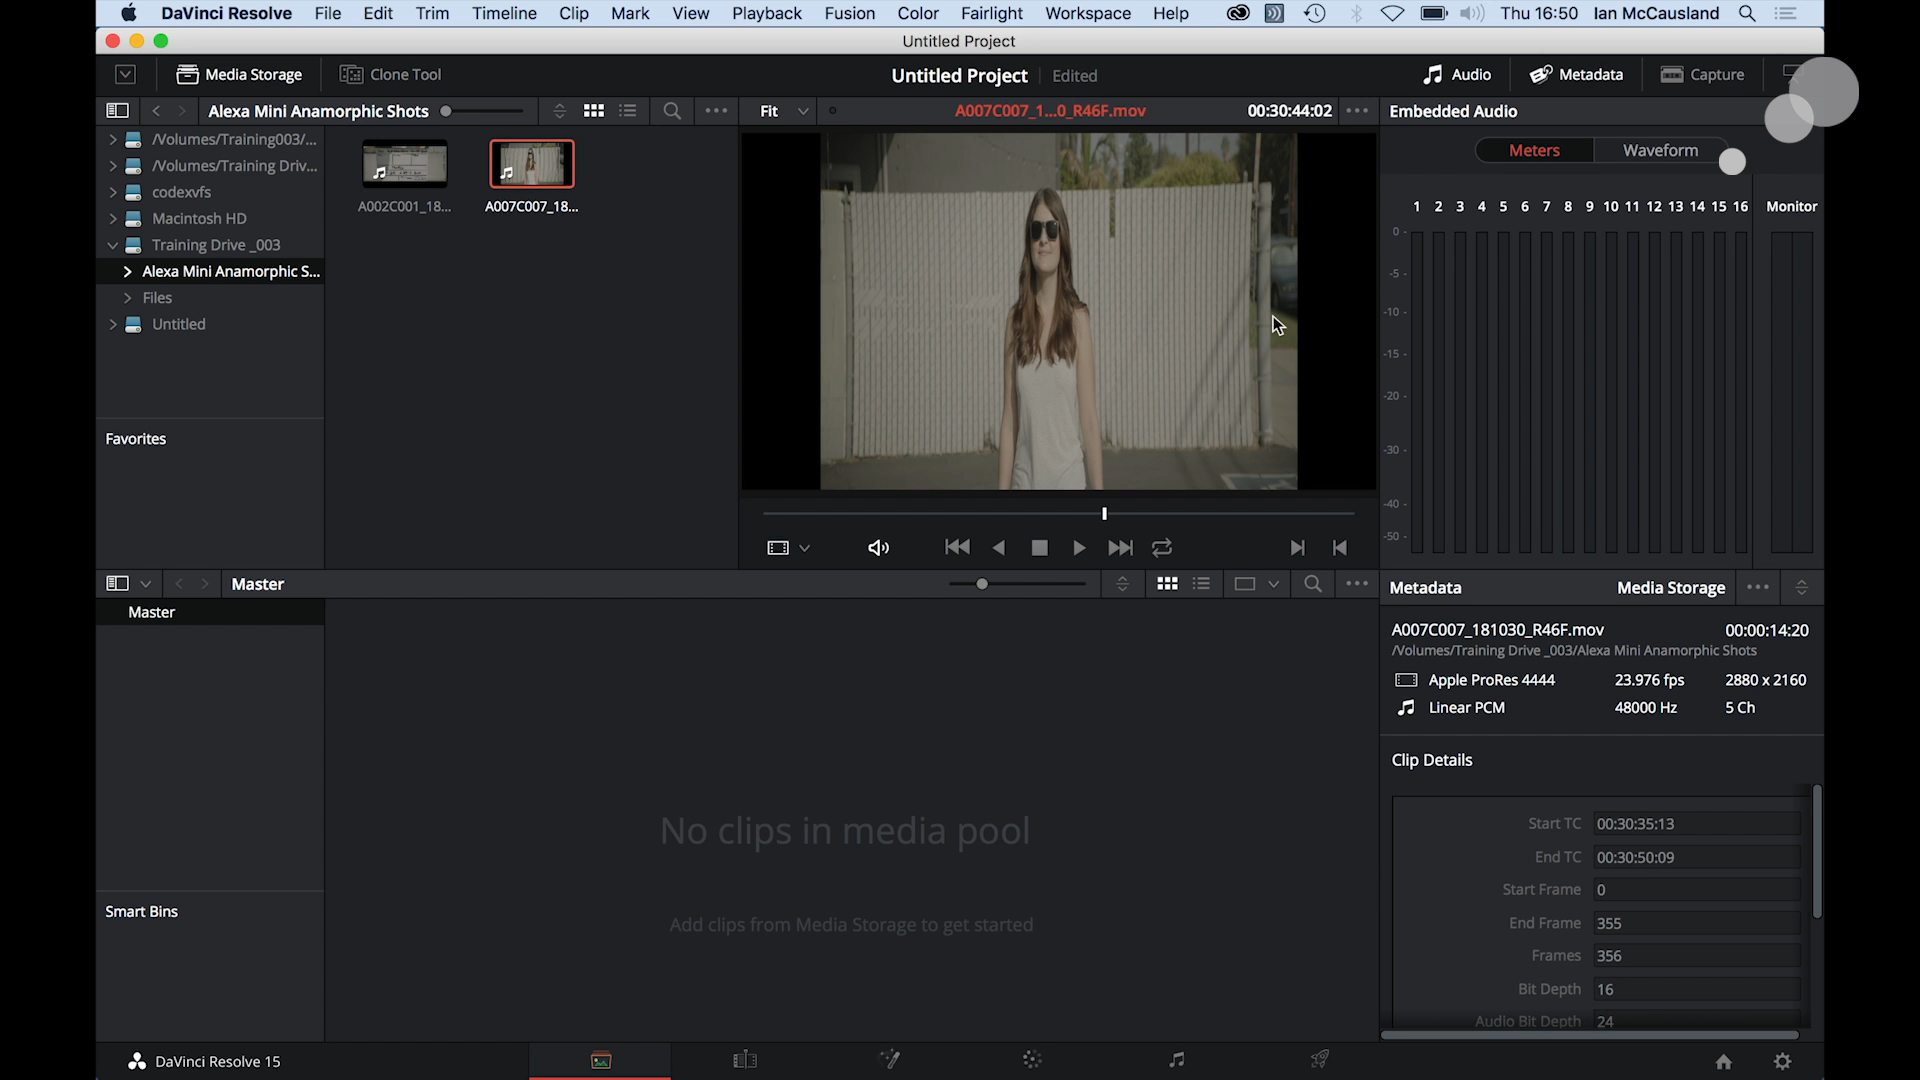 DaVinci Resolve File Edit Trim Timeline Clip Mark View Playback Fusion Color Fairlight Workspace Help Thu 16:50 Ian McCausland
Untitled Project
Media Storage Clone Tool Untitled Project Edited Audio Metadata Capture
Alexa Mini Anamorphic Shots Fit A007C007_1...0_R46F.mov 00:30:44:02 Embedded Audio
/Volumes/Training003/...
/Volumes/Training Driv...
codexvfs
Macintosh HD
Training Drive _003
Alexa Mini Anamorphic S...
Files
Untitled
A002C001_18... A007C007_18...
Meters Waveform
1 2 3 4 5 6 7 8 9 10 11 12 13 14 15 16 Monitor
0 -
-5 -
-10 -
-15 -
-20 -
-30 -
-40 -
-50 -
Favorites
Master
Master
No clips in media pool
Add clips from Media Storage to get started
Smart Bins
Metadata Media Storage
A007C007_181030_R46F.mov 00:00:14:20
/Volumes/Training Drive _003/Alexa Mini Anamorphic Shots
Apple ProRes 4444 23.976 fps 2880 x 2160
Linear PCM 48000 Hz 5 Ch
Clip Details
Start TC 00:30:35:13
End TC 00:30:50:09
Start Frame 0
End Frame 355
Frames 356
Bit Depth 16
Audio Bit Depth 24
DaVinci Resolve 15